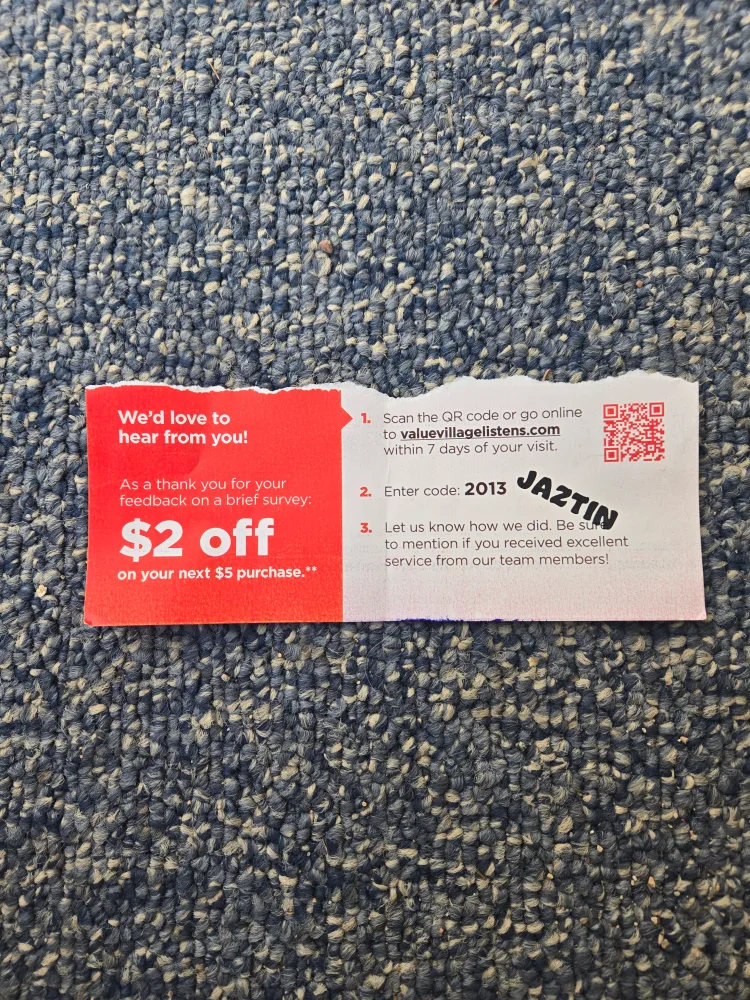 We'd love to
hear from you!
As a thank you for your
feedback on a brief survey:
$2 off
on your next $5 purchase.**
1. Scan the QR code or go online
to valuevillagelistens.com
within 7 days of your visit.
2. Enter code: 2013
JAZTIN
3. Let us know how we did. Be sure
to mention if you received excellent
service from our team members!